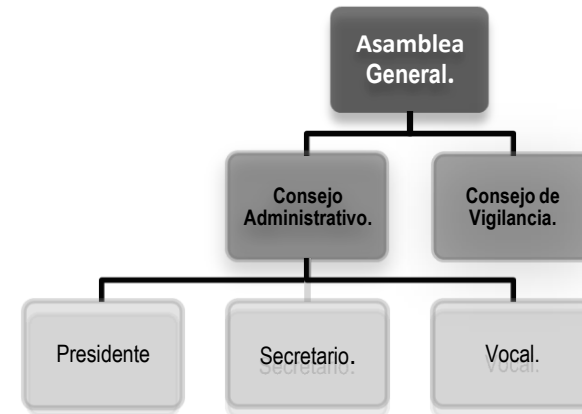 Asamblea
General.
Consejo
Administrativo.
Consejo de
Vigilancia.
Presidente
Secretario.
Vocal.